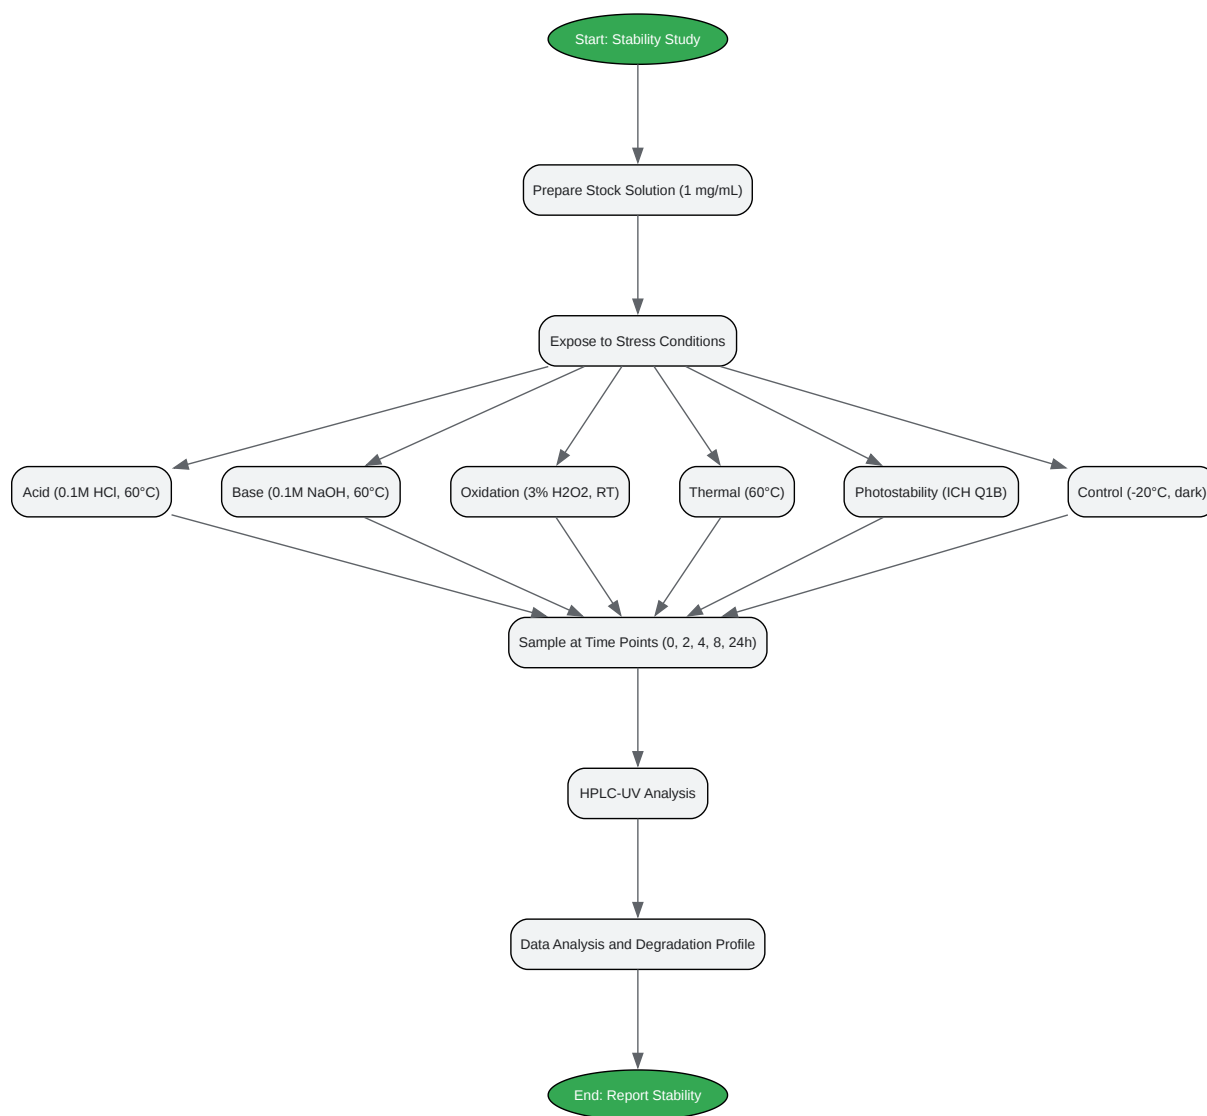 Start: Stability Study
Prepare Stock Solution (1 mg/mL)
Expose to Stress Conditions
Acid (0.1M HCl, 60°C)
Base (0.1M NaOH, 60°C)
Oxidation (3% H2O2, RT)
Thermal (60°C)
Photostability (ICH Q1B)
Control (-20°C, dark)
Sample at Time Points (0, 2, 4, 8, 24h)
HPLC-UV Analysis
Data Analysis and Degradation Profile
End: Report Stability